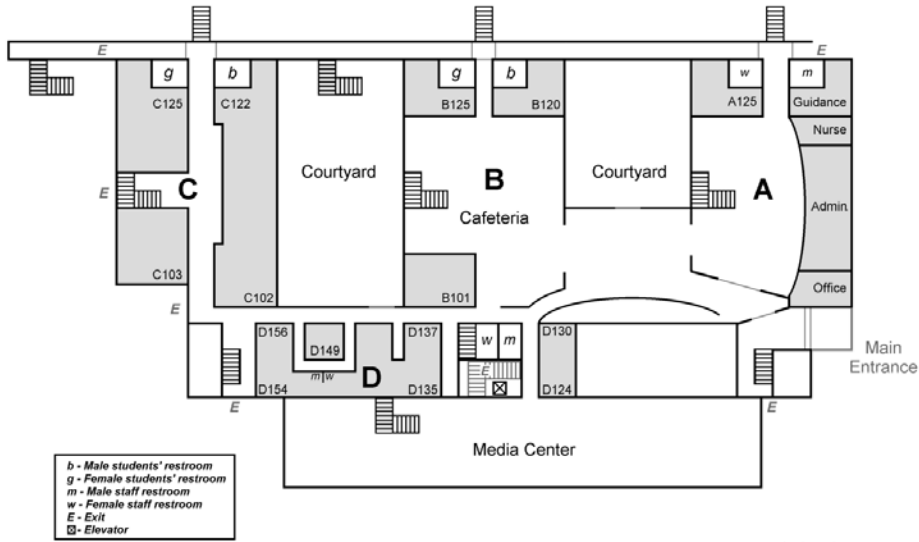 E
E
g
b
g
b
w
m
C125
C122
B125
B120
A125
Guidance
Nurse
Courtyard
B
Courtyard
E
C
A
Cafeteria
Admin.
C103
C102
B101
Office
E
D156
D149
D137
w
m
D130
Main
Entrance
m
w
D
E
D154
D135
D124
E
E
Media Center
b - Male students' restroom
g - Female students' restroom
m - Male staff restroom
w - Female staff restroom
E - Exit
- Elevator